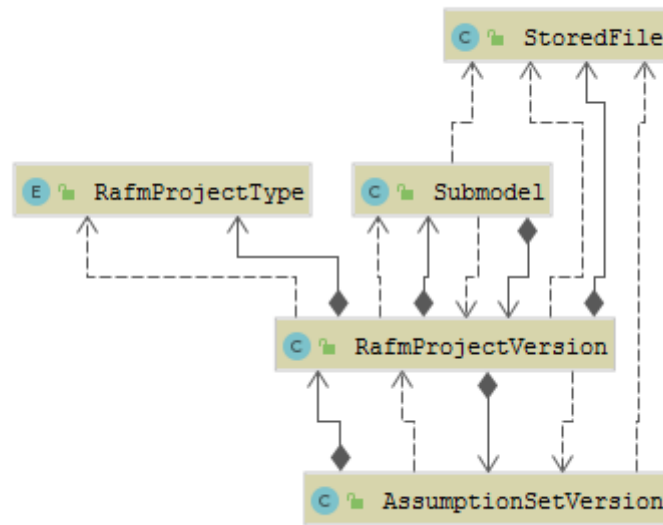 C StoredFile
E RafmProjectType
C Submodel
C RafmProjectVersion
C AssumptionSetVersion